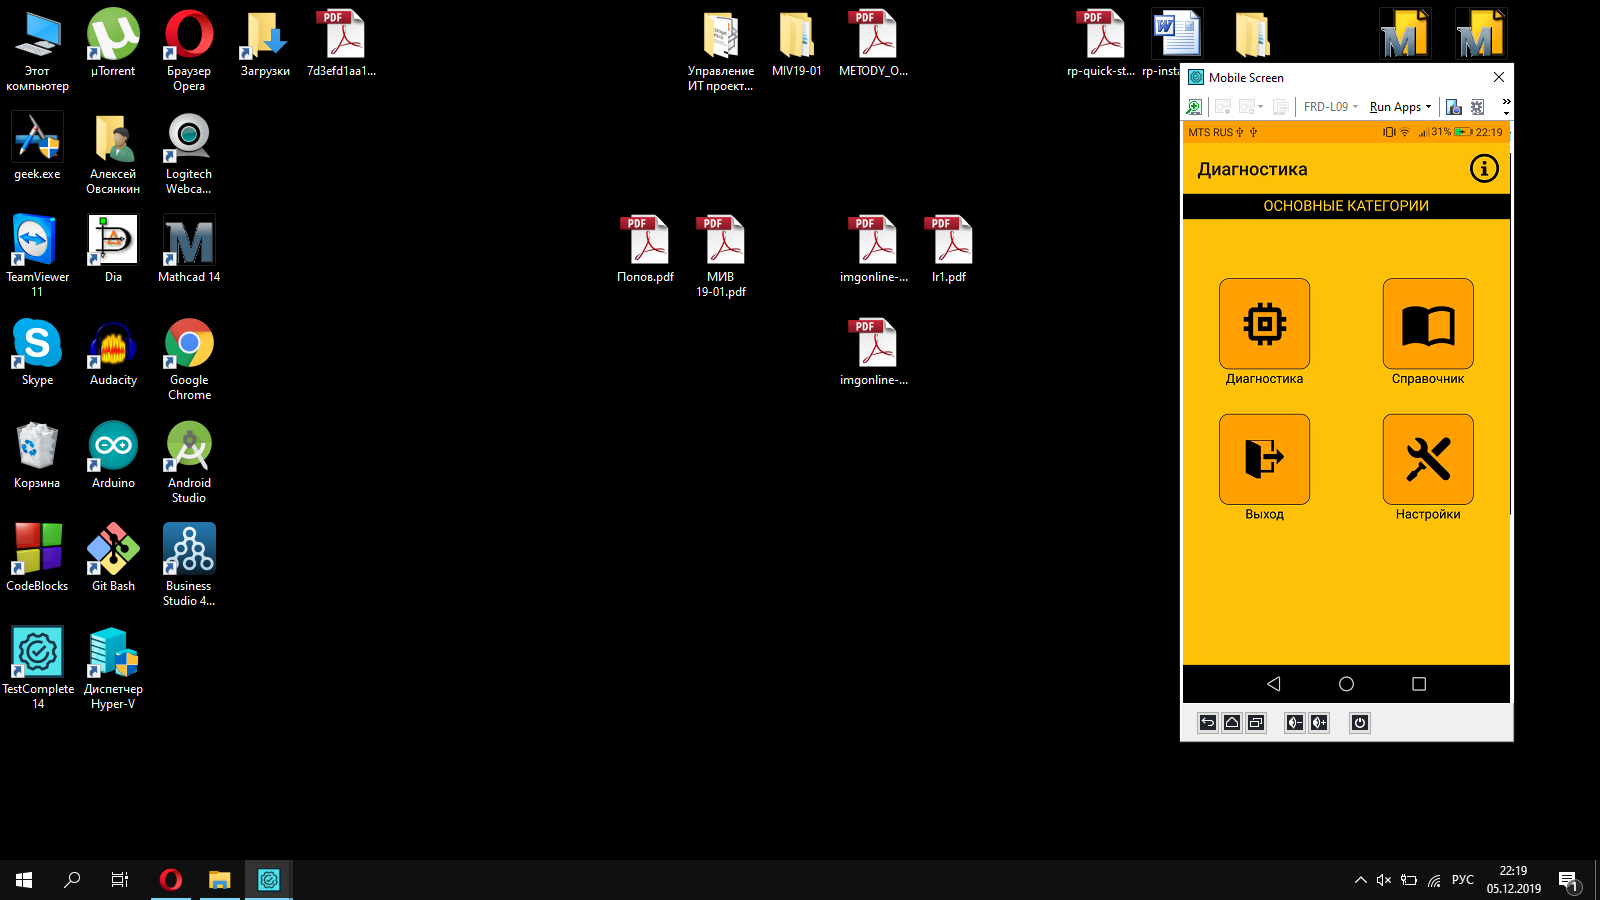 Этот
компьютер
µTorrent
Браузер
Opera
Загрузки
7d3efd1aa1...
Управление
ИТ проект...
MIV19-01
METODY_O...
rp-quick-st...
rp-insta
geek.exe
Алексей
Овсянкин
Logitech
Webca...
TeamViewer
11
Dia
Mathcad 14
Попов.pdf
МИВ
19-01.pdf
imgonline-...
lr1.pdf
Skype
Audacity
Google
Chrome
imgonline-...
Корзина
Arduino
Android
Studio
CodeBlocks
Git Bash
Business
Studio 4...
TestComplete
14
Диспетчер
Hyper-V
Mobile Screen
FRD-L09
Run Apps
MTS RUS
31%
22:19
Диагностика
ОСНОВНЫЕ КАТЕГОРИИ
Диагностика
Справочник
Выход
Настройки
РУС
22:19
05.12.2019
1